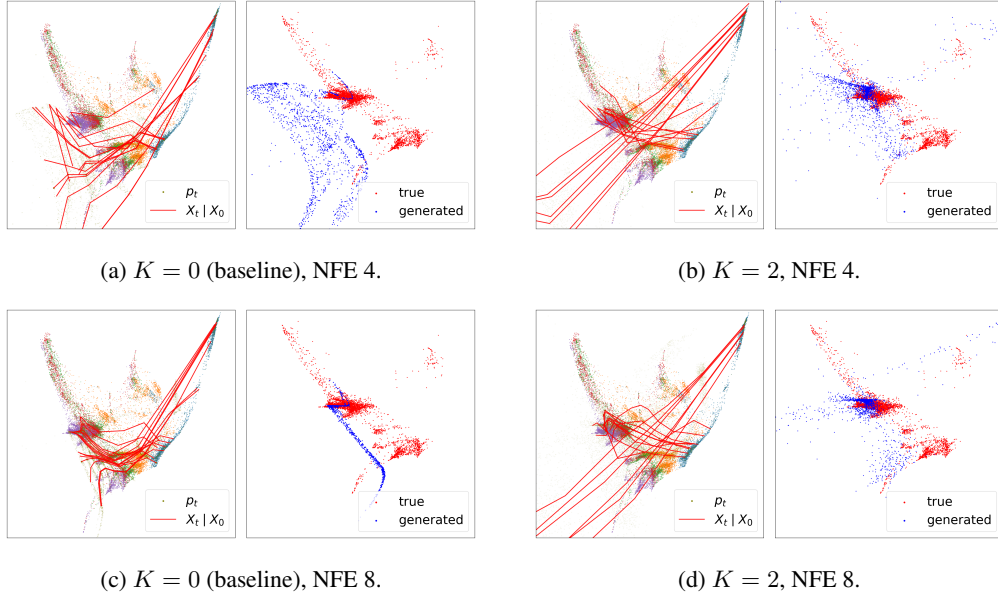 p_t
X_t | X_0
true
generated
p_t
X_t | X_0
true
generated
(a) K = 0 (baseline), NFE 4.
(b) K = 2, NFE 4.
p_t
X_t | X_0
true
generated
p_t
X_t | X_0
true
generated
(c) K = 0 (baseline), NFE 8.
(d) K = 2, NFE 8.